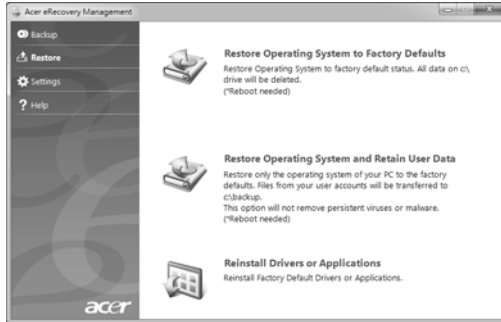 Acer eRecovery Management
Backup
Restore
Settings
Help
Restore Operating System to Factory Defaults
Restore Operating System to factory default status. All data on c:\
drive will be deleted.
(*Reboot needed)
Restore Operating System and Retain User Data
Restore only the operating system of your PC to the factory
defaults. Files from your user accounts will be transferred to
c:\backup.
This option will not remove persistent viruses or malware.
(*Reboot needed)
Reinstall Drivers or Applications
Reinstall Factory Default Drivers or Applications.
acer